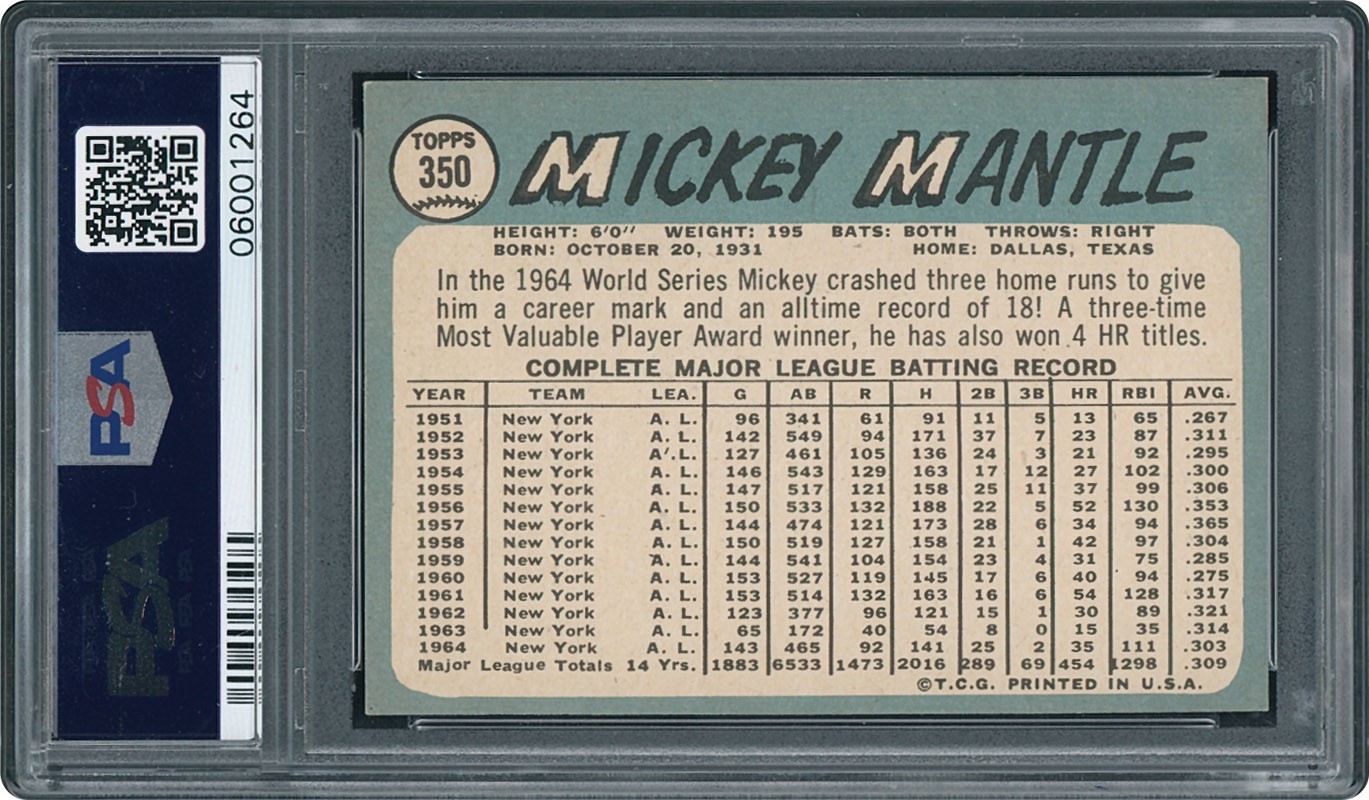 06001264
PSA
PSA
TOPPS
350
MICKEY MANTLE
HEIGHT: 6'0" WEIGHT: 195 BATS: BOTH THROWS: RIGHT
BORN: OCTOBER 20, 1931 HOME: DALLAS, TEXAS
In the 1964 World Series Mickey crashed three home runs to give
him a career mark and an alltime record of 18! A three-time
Most Valuable Player Award winner, he has also won 4 HR titles.
COMPLETE MAJOR LEAGUE BATTING RECORD
YEAR TEAM LEA. G AB R H 2B 3B HR RBI AVG.
1951 New York A. L. 96 341 61 91 11 5 13 65 .267
1952 New York A. L. 142 549 94 171 37 7 23 87 .311
1953 New York A. L. 127 461 105 136 24 3 21 92 .295
1954 New York A. L. 146 543 129 163 17 12 27 102 .300
1955 New York A. L. 147 517 121 158 25 11 37 99 .306
1956 New York A. L. 150 533 132 188 22 5 52 130 .353
1957 New York A. L. 144 474 121 173 28 6 34 94 .365
1958 New York A. L. 150 519 127 158 21 1 42 97 .304
1959 New York A. L. 144 541 104 154 23 4 31 75 .285
1960 New York A. L. 153 527 119 145 17 6 40 94 .275
1961 New York A. L. 153 514 132 163 16 6 54 128 .317
1962 New York A. L. 123 377 96 121 15 1 30 89 .321
1963 New York A. L. 65 172 40 54 8 0 15 35 .314
1964 New York A. L. 143 465 92 141 25 2 35 111 .303
Major League Totals 14 Yrs. 1883 6533 1473 2016 289 69 454 1298 .309
©T.C.G. PRINTED IN U.S.A.